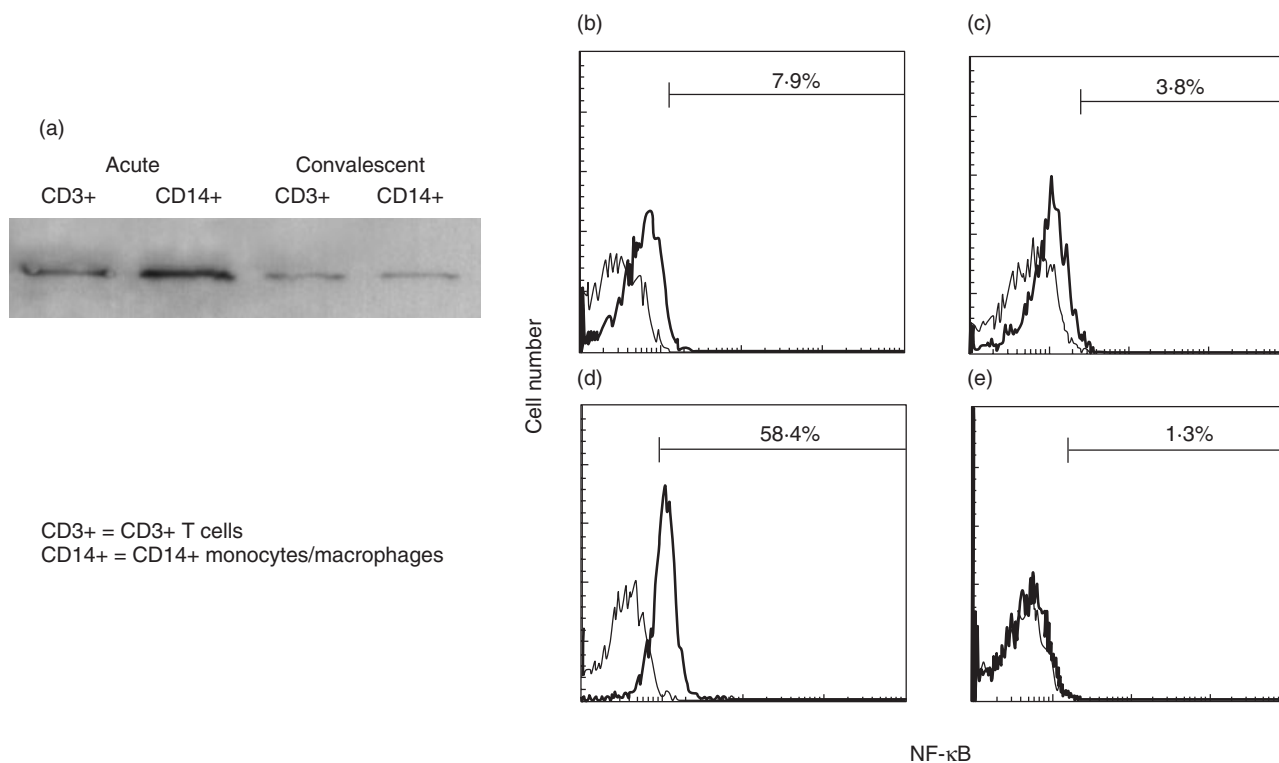 (a)
Acute Convalescent
CD3+ CD14+ CD3+ CD14+
CD3+ = CD3+ T cells
CD14+ = CD14+ monocytes/macrophages
(b)
7·9%
(c)
3·8%
(d)
58·4%
(e)
1·3%
Cell number
NF-κB